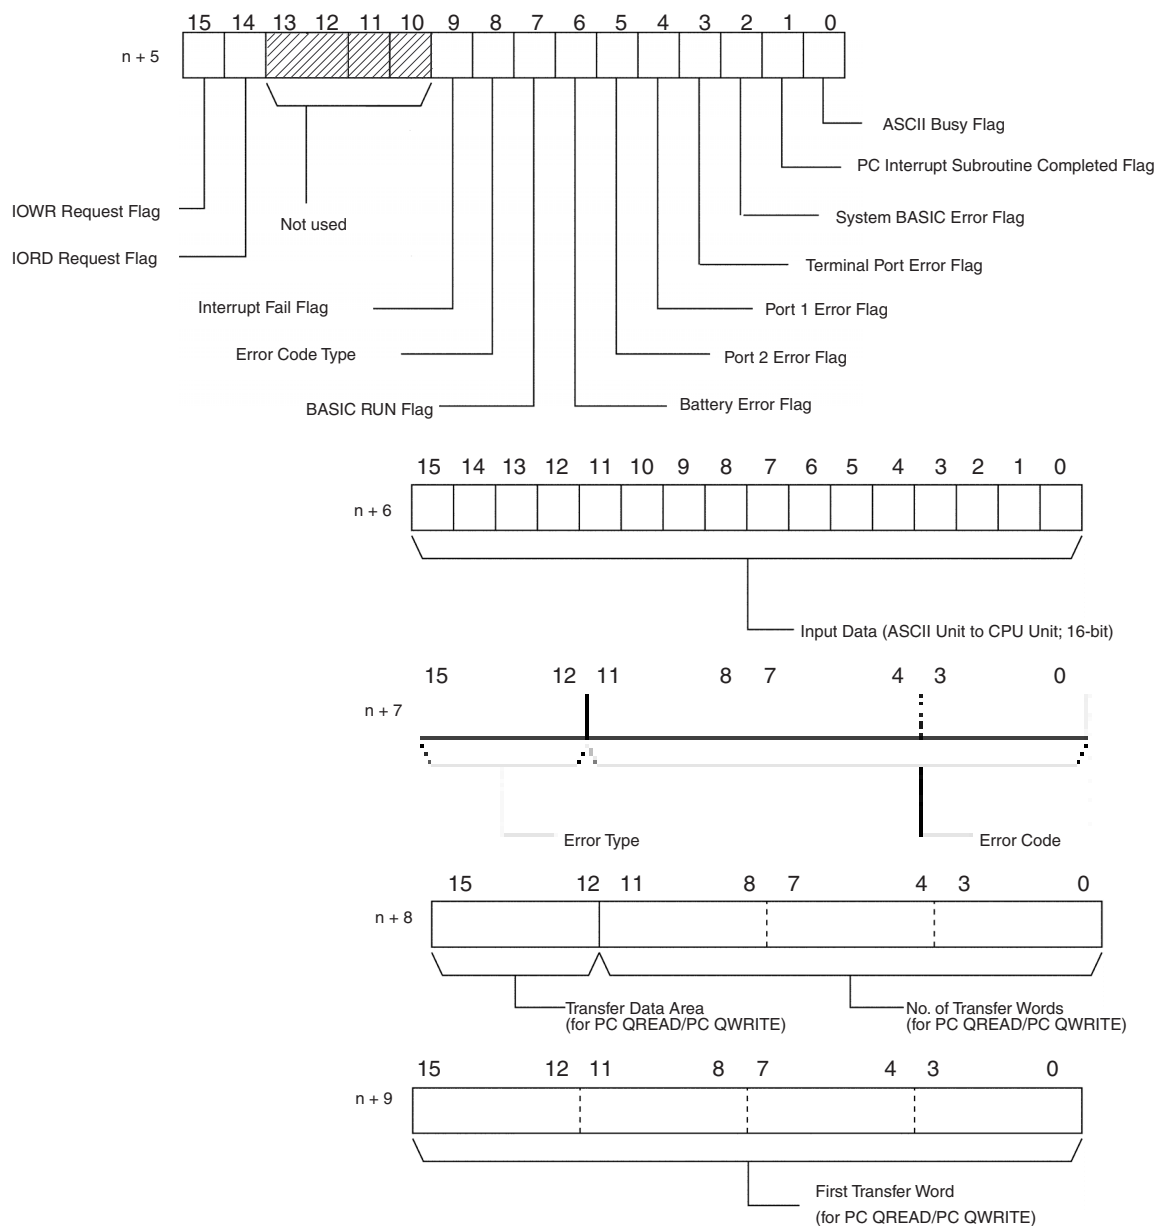 15 14 13 12 11 10 9 8 7 6 5 4 3 2 1 0
n + 5
ASCII Busy Flag
PC Interrupt Subroutine Completed Flag
IOWR Request Flag
System BASIC Error Flag
Not used
IORD Request Flag
Terminal Port Error Flag
Interrupt Fail Flag
Port 1 Error Flag
Error Code Type
Port 2 Error Flag
BASIC RUN Flag
Battery Error Flag
15 14 13 12 11 10 9 8 7 6 5 4 3 2 1 0
n + 6
Input Data (ASCII Unit to CPU Unit; 16-bit)
15 12 11 8 7 4 3 0
n + 7
Error Type
Error Code
15 12 11 8 7 4 3 0
n + 8
Transfer Data Area
(for PC QREAD/PC QWRITE)
No. of Transfer Words
(for PC QREAD/PC QWRITE)
15 12 11 8 7 4 3 0
n + 9
First Transfer Word
(for PC QREAD/PC QWRITE)